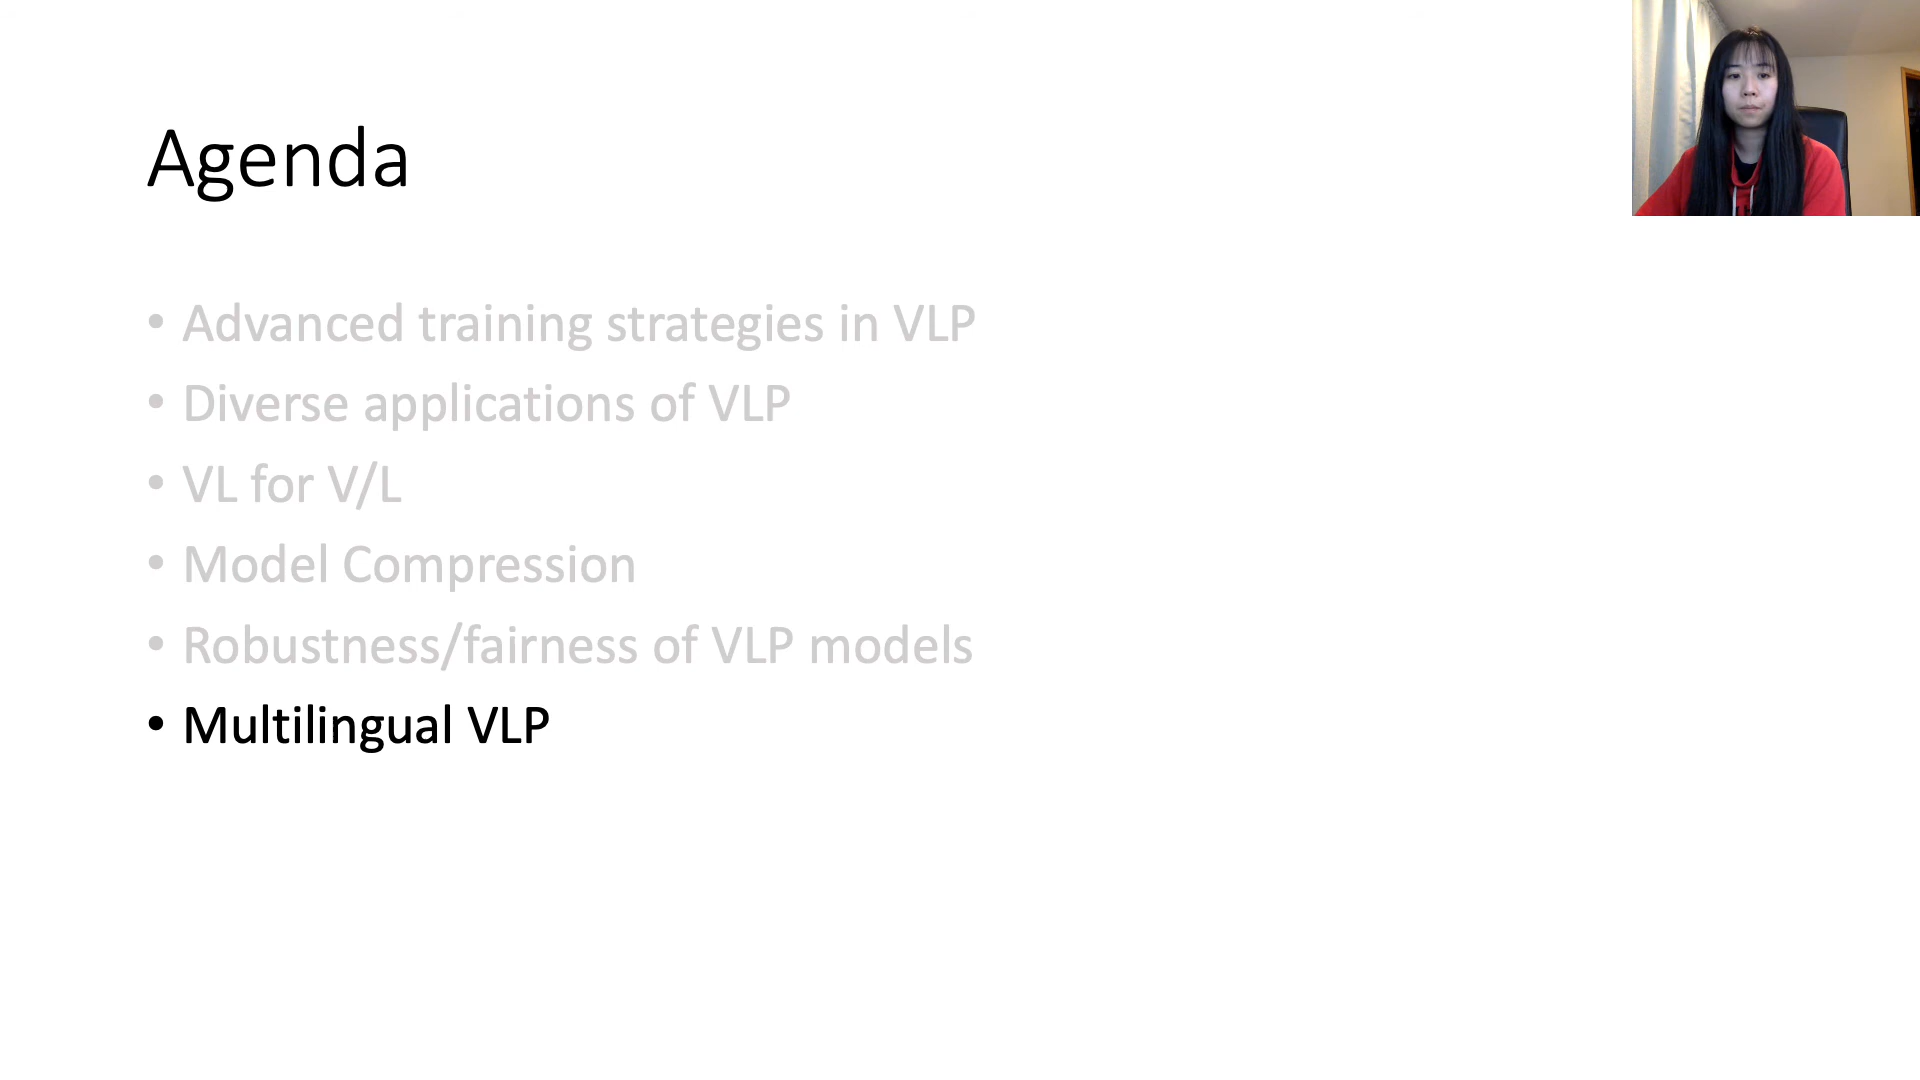 Agenda
• Advanced training strategies in VLP
• Diverse applications of VLP
• VL for V/L
• Model Compression
• Robustness/fairness of VLP models
• Multilingual VLP